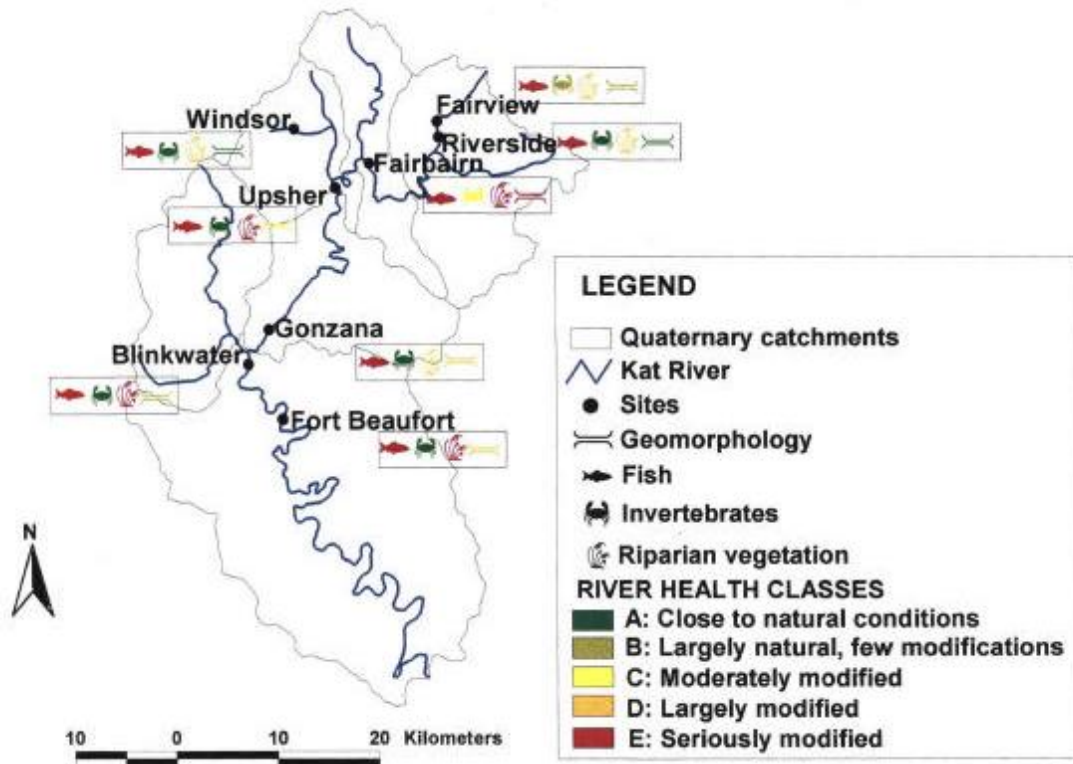 Fairview
Windsor
Riverside
Fairbairn
Upsher
Gonzana
Blinkwater
Fort Beaufort
N
10 0 10 20 Kilometers
LEGEND
Quaternary catchments
Kat River
Sites
Geomorphology
Fish
Invertebrates
Riparian vegetation
RIVER HEALTH CLASSES
A: Close to natural conditions
B: Largely natural, few modifications
C: Moderately modified
D: Largely modified
E: Seriously modified